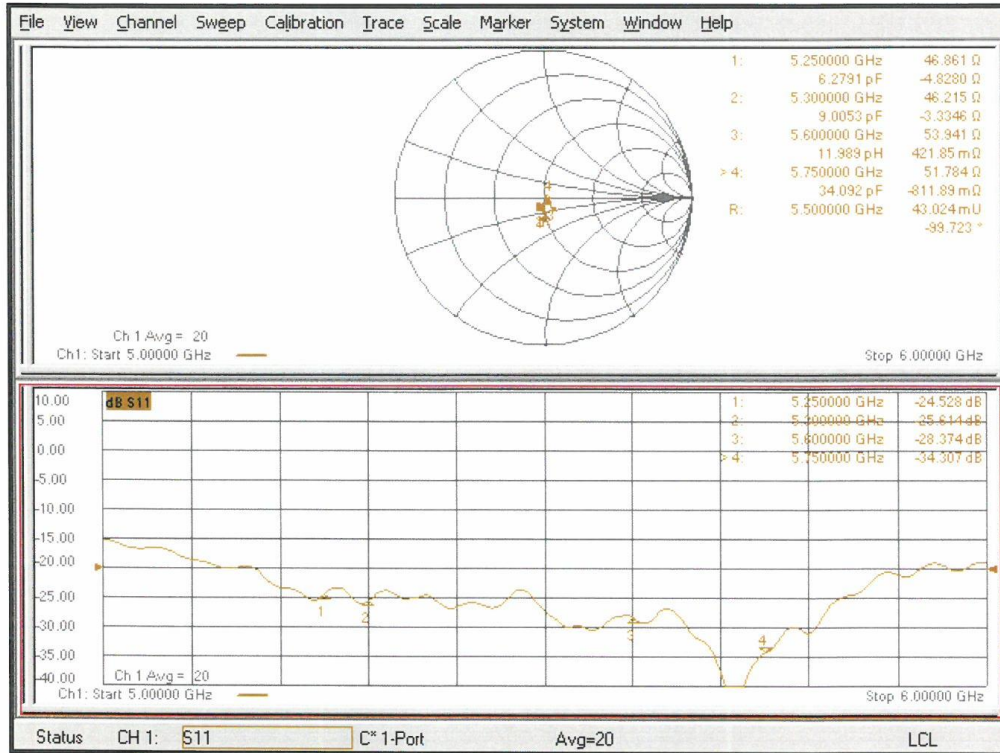 File View Channel Sweep Calibration Trace Scale Marker System Window Help
1: 5.250000 GHz 46.861 Ω
6.2791 pF -4.8280 Ω
2: 5.300000 GHz 46.215 Ω
9.0053 pF -3.3346 Ω
3: 5.600000 GHz 53.941 Ω
11.989 pH 421.85 mΩ
> 4: 5.750000 GHz 51.784 Ω
34.092 pF -811.89 mΩ
R: 5.500000 GHz 43.024 mU
-99.723 °
Ch 1 Avg = 20
Ch1: Start 5.00000 GHz
Stop 6.00000 GHz
dB S11
1: 5.250000 GHz -24.528 dB
2: 5.300000 GHz -25.614 dB
3: 5.600000 GHz -28.374 dB
> 4: 5.750000 GHz -34.307 dB
10.00
5.00
0.00
-5.00
-10.00
-15.00
-20.00
-25.00
-30.00
-35.00
-40.00
1
2
3
4
Ch 1 Avg = 20
Ch1: Start 5.00000 GHz
Stop 6.00000 GHz
Status CH 1: S11 C* 1-Port Avg=20 LCL